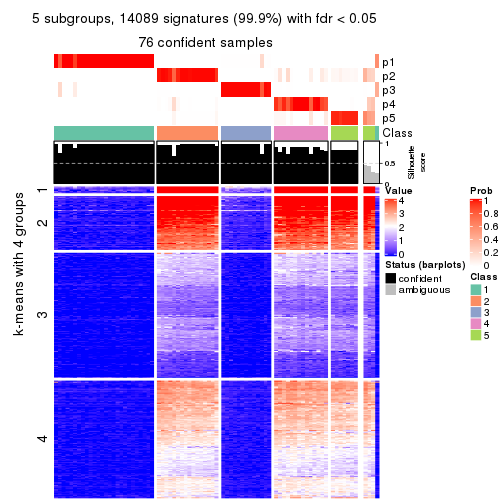 5 subgroups, 14089 signatures (99.9%) with fdr < 0.05
76 confident samples
p1
p2
p3
p4
p5
Class
1
0.5
0
Silhouette
score
k-means with 4 groups
1
2
3
4
Value
4
3
2
1
0
Status (barplots)
confident
ambiguous
Prob
1
0.8
0.6
0.4
0.2
0
Class
1
2
3
4
5